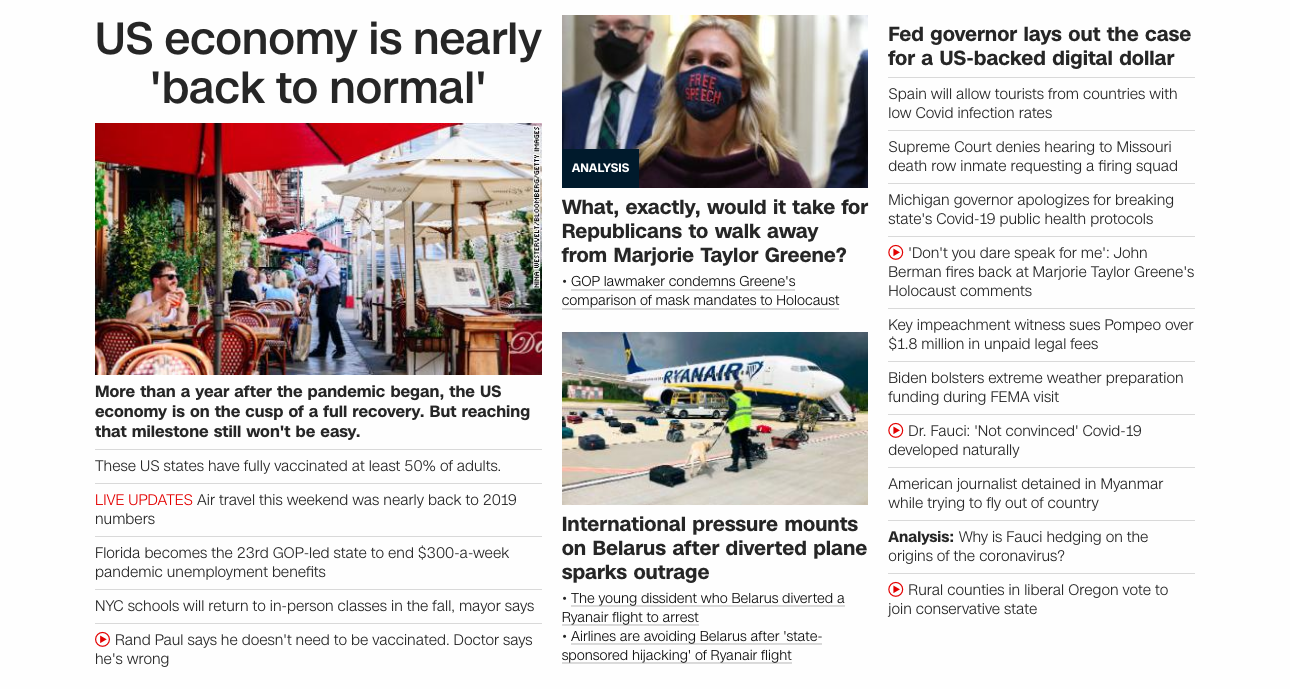 US economy is nearly
'back to normal'
NINA WESTERVELT/BLOOMBERG/GETTY IMAGES
More than a year after the pandemic began, the US
economy is on the cusp of a full recovery. But reaching
that milestone still won't be easy.
These US states have fully vaccinated at least 50% of adults.
LIVE UPDATES Air travel this weekend was nearly back to 2019
numbers
Florida becomes the 23rd GOP-led state to end $300-a-week
pandemic unemployment benefits
NYC schools will return to in-person classes in the fall, mayor says
Rand Paul says he doesn't need to be vaccinated. Doctor says
he's wrong
FREE
SPEECH
ANALYSIS
What, exactly, would it take for
Republicans to walk away
from Marjorie Taylor Greene?
• GOP lawmaker condemns Greene's
comparison of mask mandates to Holocaust
RYANAIR
International pressure mounts
on Belarus after diverted plane
sparks outrage
• The young dissident who Belarus diverted a
Ryanair flight to arrest
• Airlines are avoiding Belarus after 'state-
sponsored hijacking' of Ryanair flight
Fed governor lays out the case
for a US-backed digital dollar
Spain will allow tourists from countries with
low Covid infection rates
Supreme Court denies hearing to Missouri
death row inmate requesting a firing squad
Michigan governor apologizes for breaking
state's Covid-19 public health protocols
'Don't you dare speak for me': John
Berman fires back at Marjorie Taylor Greene's
Holocaust comments
Key impeachment witness sues Pompeo over
$1.8 million in unpaid legal fees
Biden bolsters extreme weather preparation
funding during FEMA visit
Dr. Fauci: 'Not convinced' Covid-19
developed naturally
American journalist detained in Myanmar
while trying to fly out of country
Analysis: Why is Fauci hedging on the
origins of the coronavirus?
Rural counties in liberal Oregon vote to
join conservative state